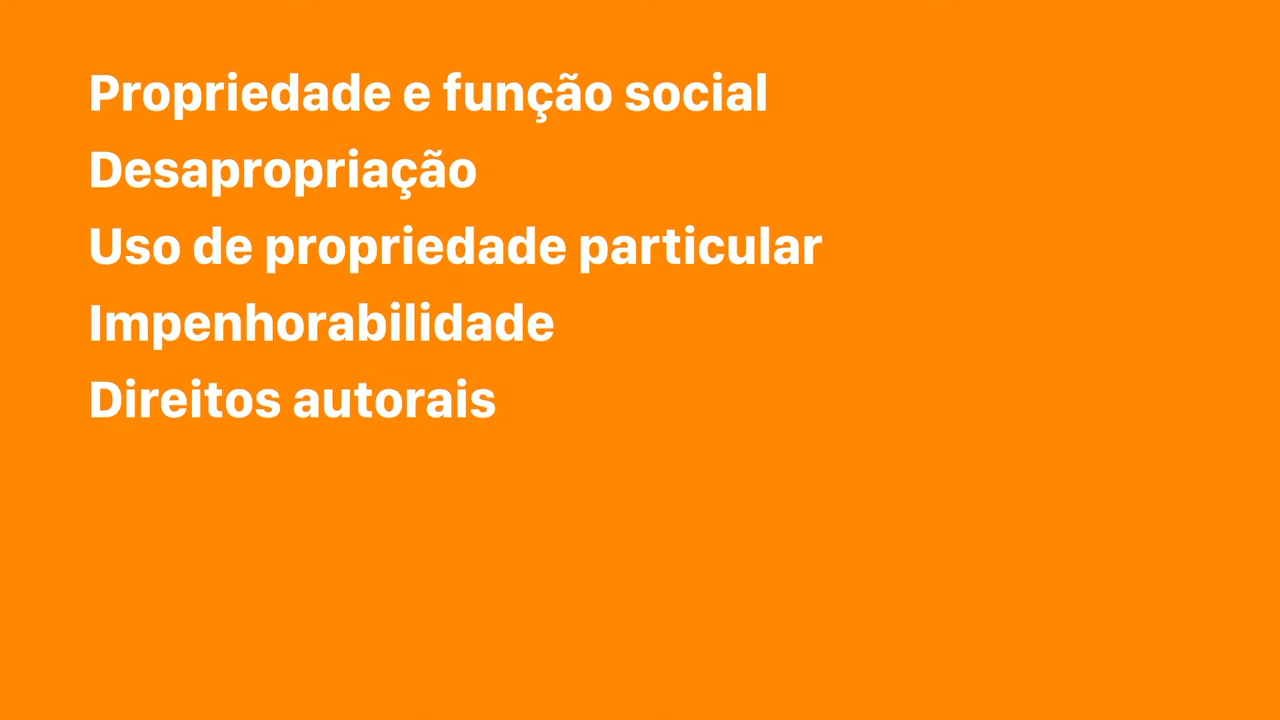 Propriedade e função social
Desapropriação
Uso de propriedade particular
Impenhorabilidade
Direitos autorais